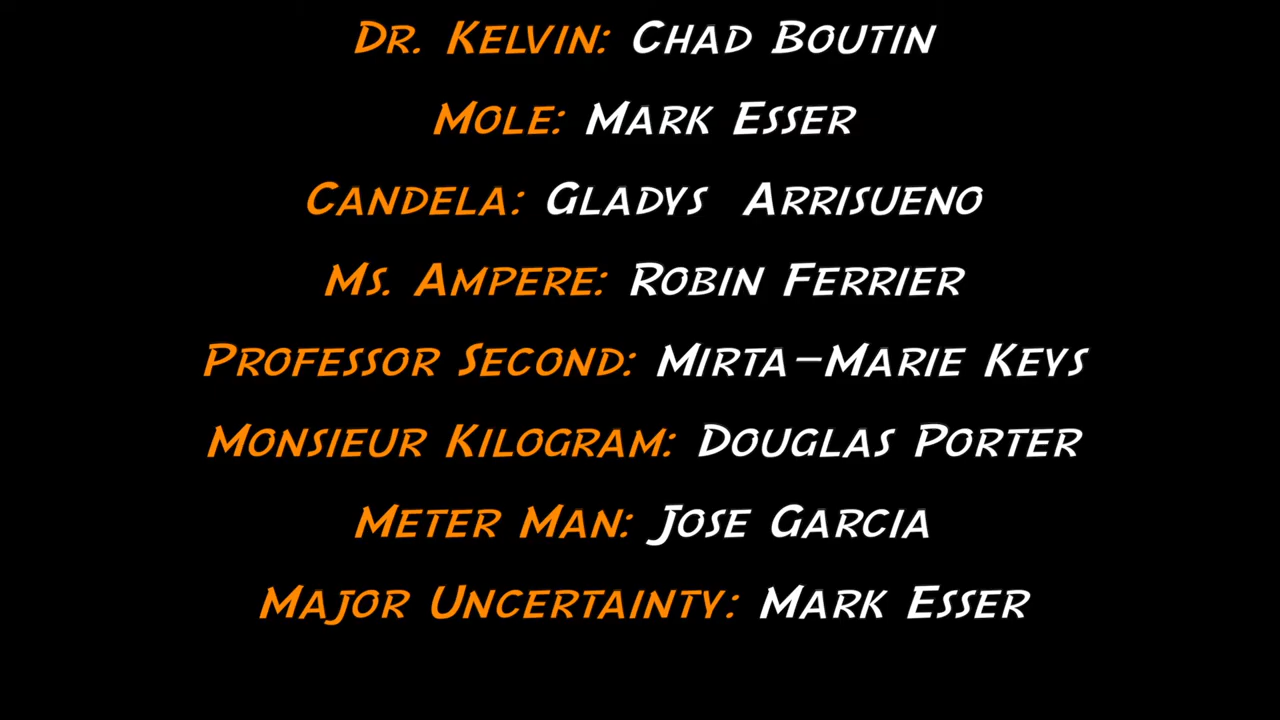 Dr. Kelvin: Chad Boutin
Mole: Mark Esser
Candela: Gladys Arrisueno
Ms. Ampere: Robin Ferrier
Professor Second: Mirta-Marie Keys
Monsieur Kilogram: Douglas Porter
Meter Man: Jose Garcia
Major Uncertainty: Mark Esser